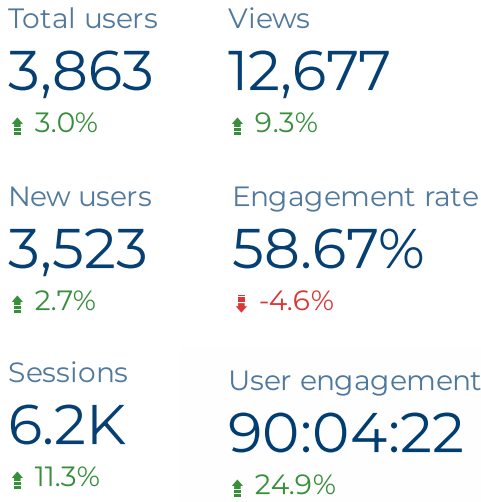 Total users
3,863
3.0%
Views
12,677
9.3%
New users
3,523
2.7%
Engagement rate
58.67%
-4.6%
Sessions
6.2K
11.3%
User engagement
90:04:22
24.9%